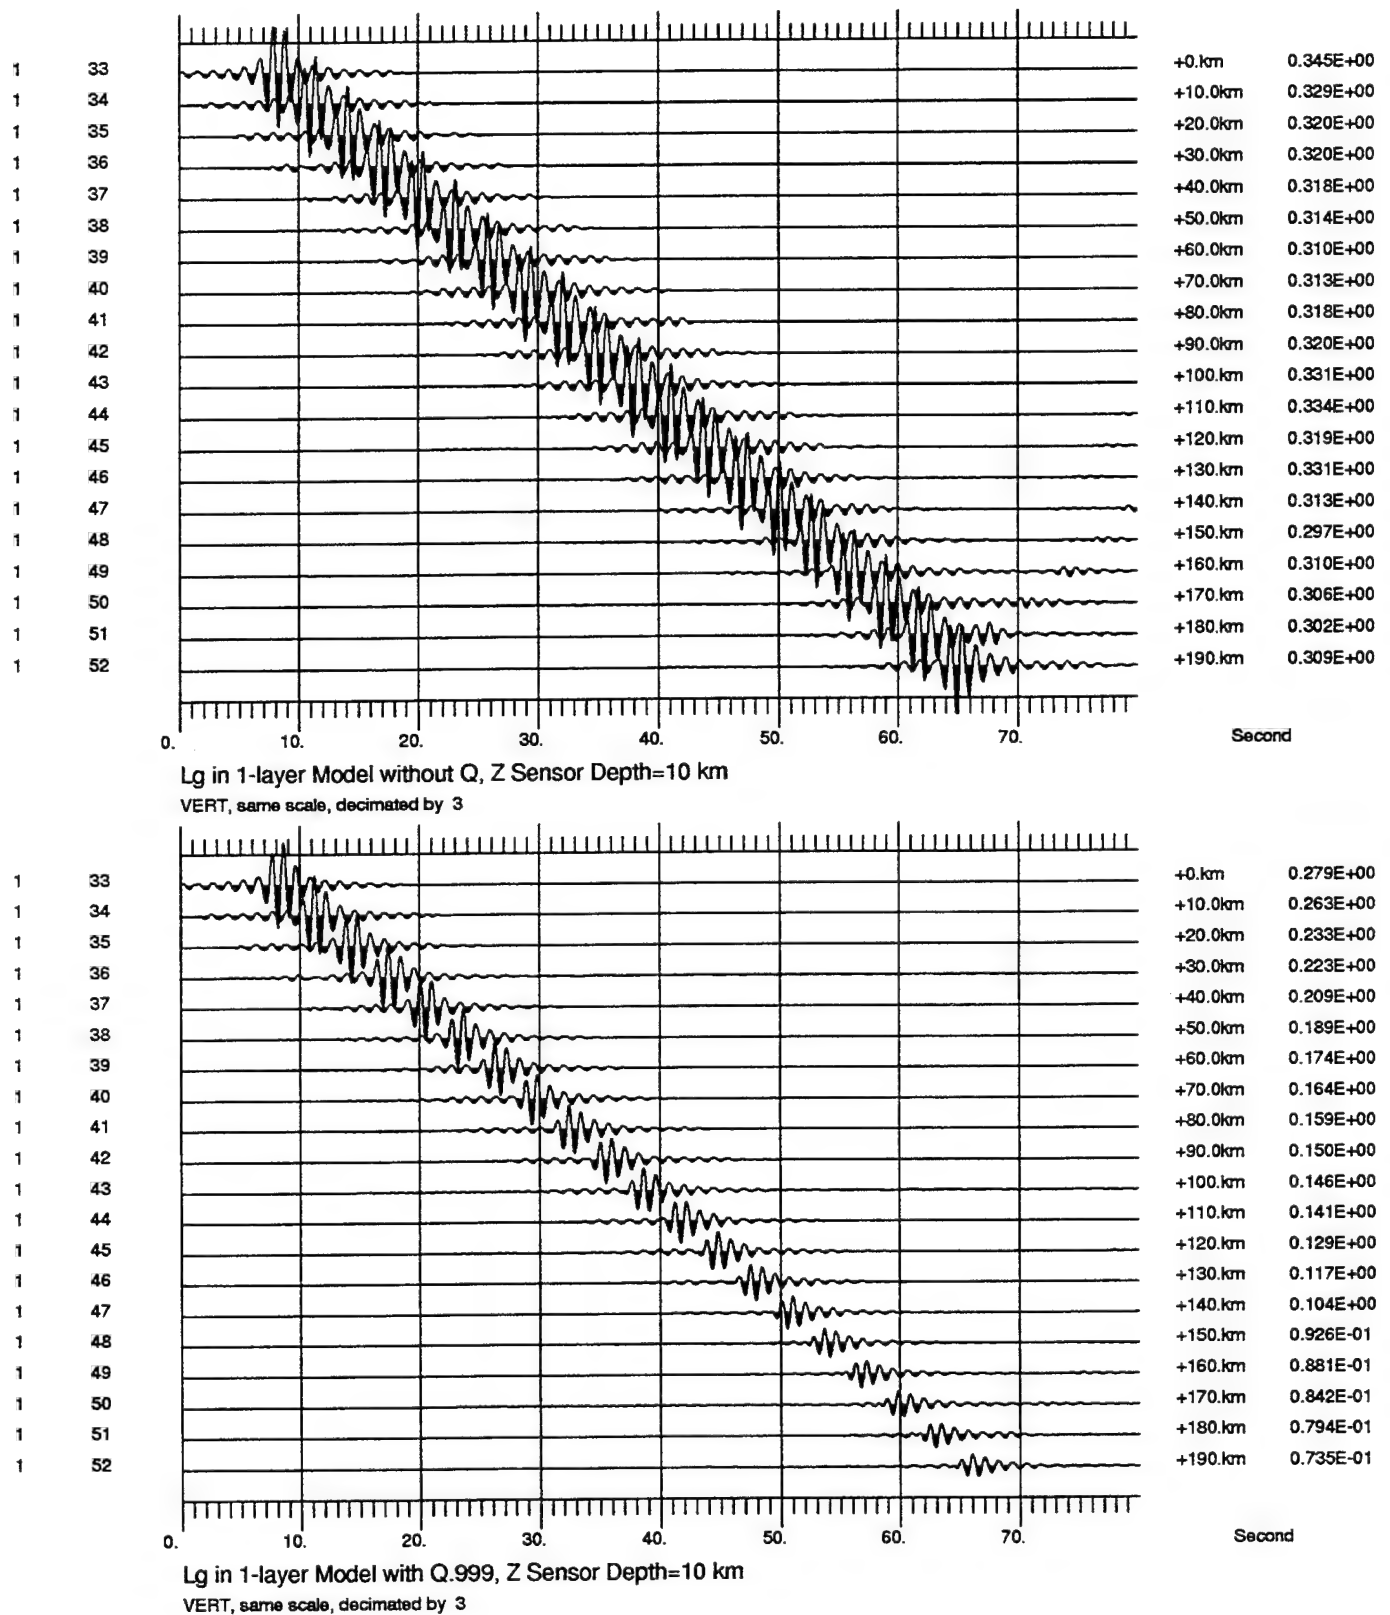 1 33 +0.km 0.345E+00
1 34 +10.0km 0.329E+00
1 35 +20.0km 0.320E+00
1 36 +30.0km 0.320E+00
1 37 +40.0km 0.318E+00
1 38 +50.0km 0.314E+00
1 39 +60.0km 0.310E+00
1 40 +70.0km 0.313E+00
1 41 +80.0km 0.318E+00
1 42 +90.0km 0.320E+00
1 43 +100.km 0.331E+00
1 44 +110.km 0.334E+00
1 45 +120.km 0.319E+00
1 46 +130.km 0.331E+00
1 47 +140.km 0.313E+00
1 48 +150.km 0.297E+00
1 49 +160.km 0.310E+00
1 50 +170.km 0.306E+00
1 51 +180.km 0.302E+00
1 52 +190.km 0.309E+00
0. 10. 20. 30. 40. 50. 60. 70. Second
Lg in 1-layer Model without Q, Z Sensor Depth=10 km
VERT, same scale, decimated by 3
1 33 +0.km 0.279E+00
1 34 +10.0km 0.263E+00
1 35 +20.0km 0.233E+00
1 36 +30.0km 0.223E+00
1 37 +40.0km 0.209E+00
1 38 +50.0km 0.189E+00
1 39 +60.0km 0.174E+00
1 40 +70.0km 0.164E+00
1 41 +80.0km 0.159E+00
1 42 +90.0km 0.150E+00
1 43 +100.km 0.146E+00
1 44 +110.km 0.141E+00
1 45 +120.km 0.129E+00
1 46 +130.km 0.117E+00
1 47 +140.km 0.104E+00
1 48 +150.km 0.926E-01
1 49 +160.km 0.881E-01
1 50 +170.km 0.842E-01
1 51 +180.km 0.794E-01
1 52 +190.km 0.735E-01
0. 10. 20. 30. 40. 50. 60. 70. Second
Lg in 1-layer Model with Q.999, Z Sensor Depth=10 km
VERT, same scale, decimated by 3